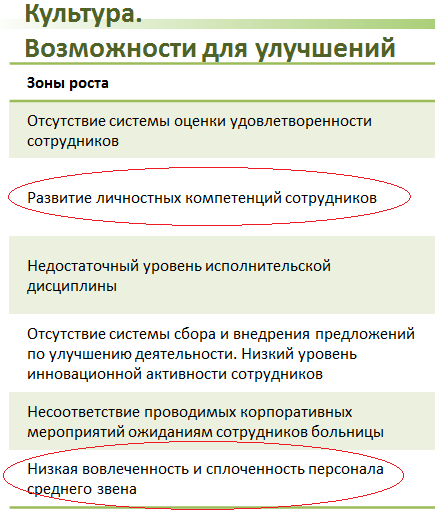 Культура.
Возможности для улучшений
Зоны роста
Отсутствие системы оценки удовлетворенности
сотрудников
Развитие личностных компетенций сотрудников
Недостаточный уровень исполнительской
дисциплины
Отсутствие системы сбора и внедрения предложений
по улучшению деятельности. Низкий уровень
инновационной активности сотрудников
Несоответствие проводимых корпоративных
мероприятий ожиданиям сотрудников больницы
Низкая вовлеченность и сплоченность персонала
среднего звена